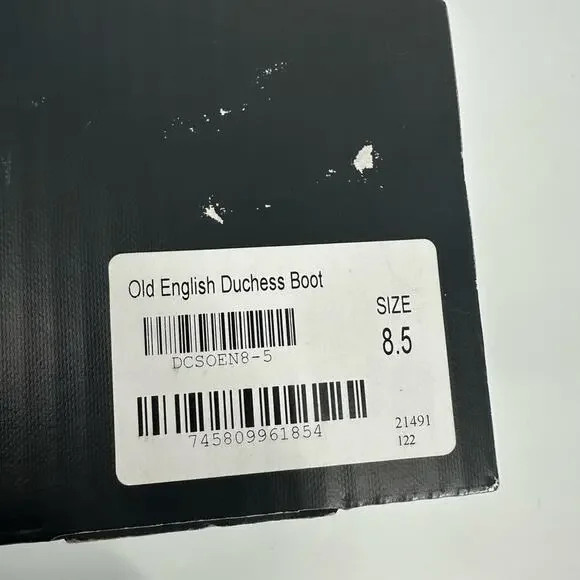 Old English Duchess Boot
SIZE
8.5
DCSOEN8-5
745809961854
21491
122